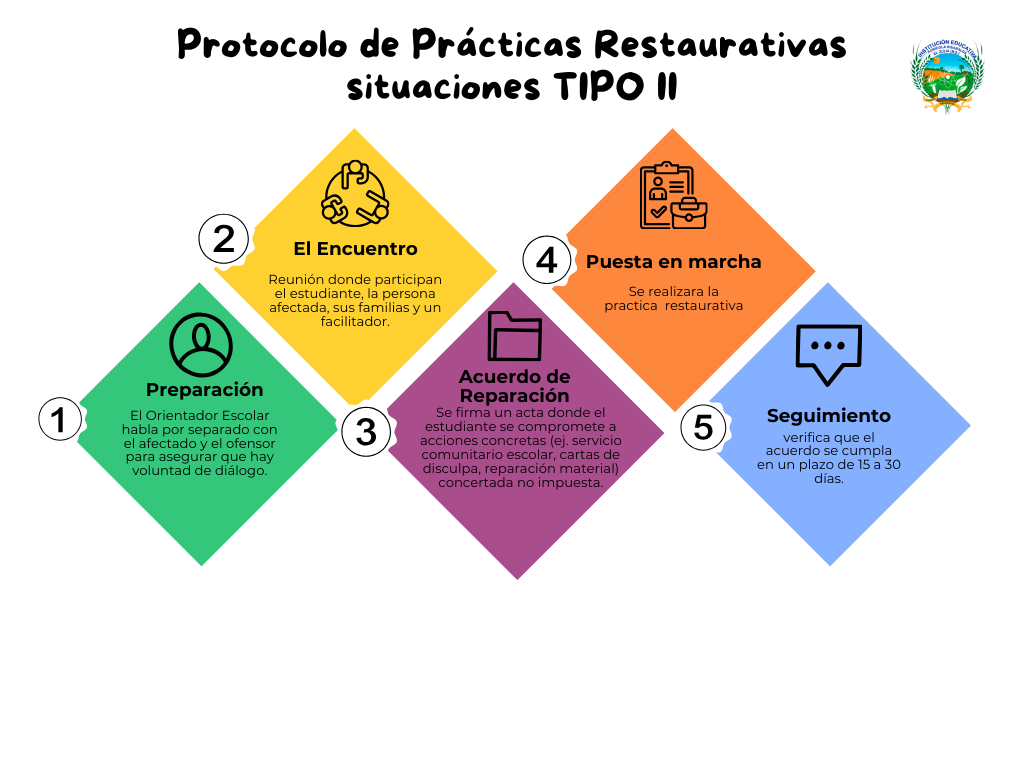 Protocolo de Prácticas Restaurativas
situaciones TIPO II
INSTITUCIÓN EDUCATIVA
1
Preparación
El Orientador Escolar
habla por separado con
el afectado y el ofensor
para asegurar que hay
voluntad de diálogo.
2
El Encuentro
Reunión donde participan
el estudiante, la persona
afectada, sus familias y un
facilitador.
3
Acuerdo de
Reparación
Se firma un acta donde el
estudiante se compromete a
acciones concretas (ej. servicio
comunitario escolar, cartas de
disculpa, reparación material)
concertada no impuesta.
4
Puesta en marcha
Se realizara la
practica restaurativa
5
Seguimiento
verifica que el
acuerdo se cumpla
en un plazo de 15 a 30
días.